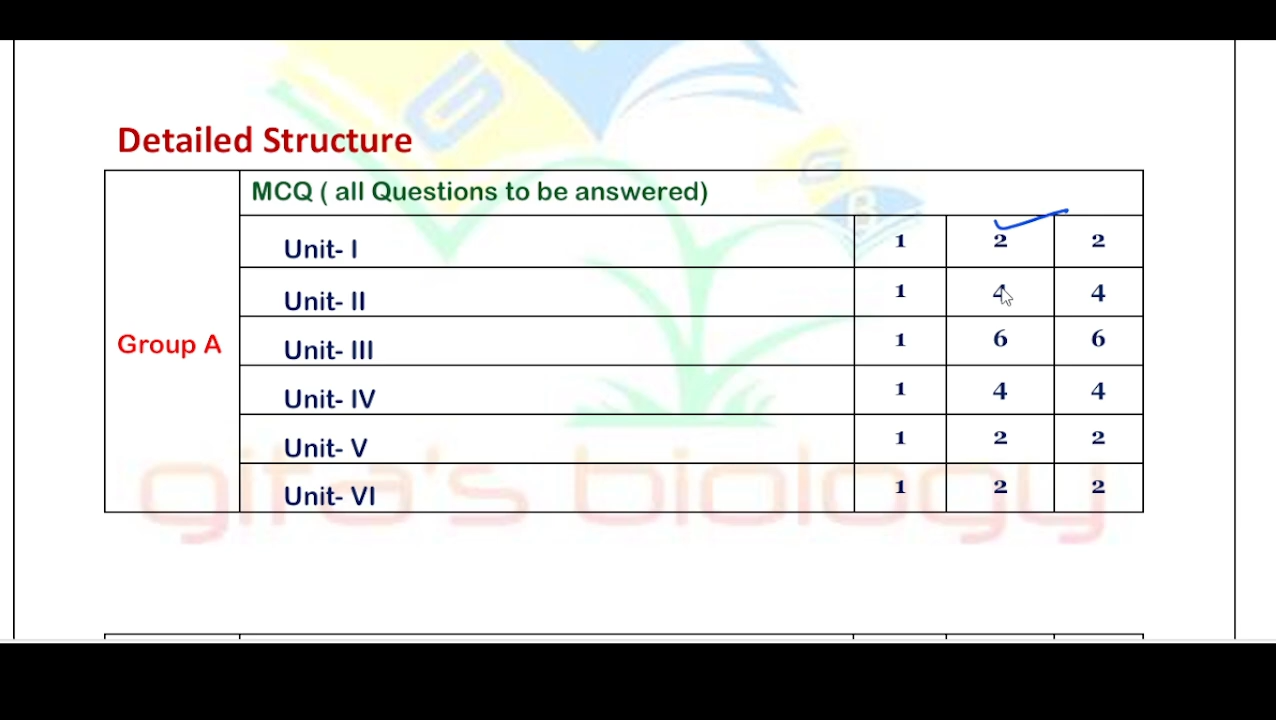 Detailed Structure
MCQ ( all Questions to be answered)
Group A
Unit- I 1 2 2
Unit- II 1 4 4
Unit- III 1 6 6
Unit- IV 1 4 4
Unit- V 1 2 2
Unit- VI 1 2 2
gita's biology
G
G
B